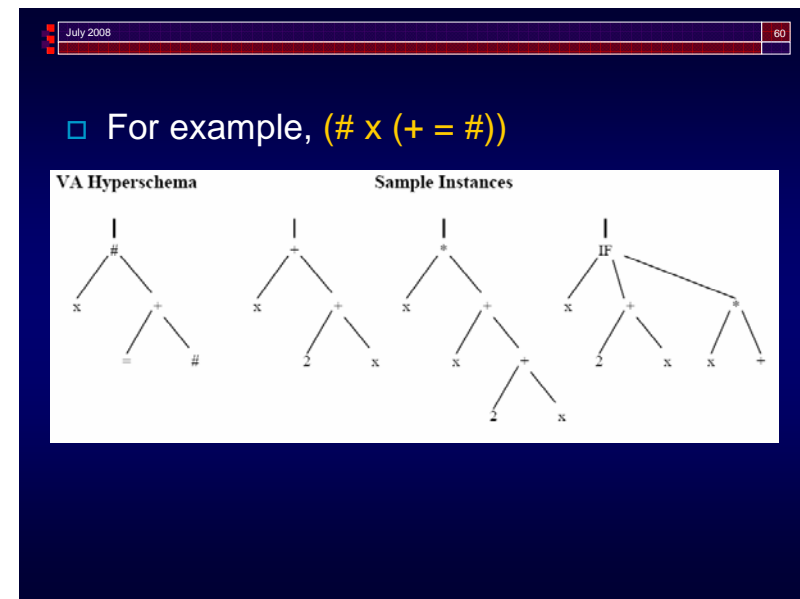 July 2008
60
For example, (# x (+ = #))
VA Hyperschema Sample Instances
# + * IF
x + x + x + x + *
= # 2 x x + 2 x x +
2 x